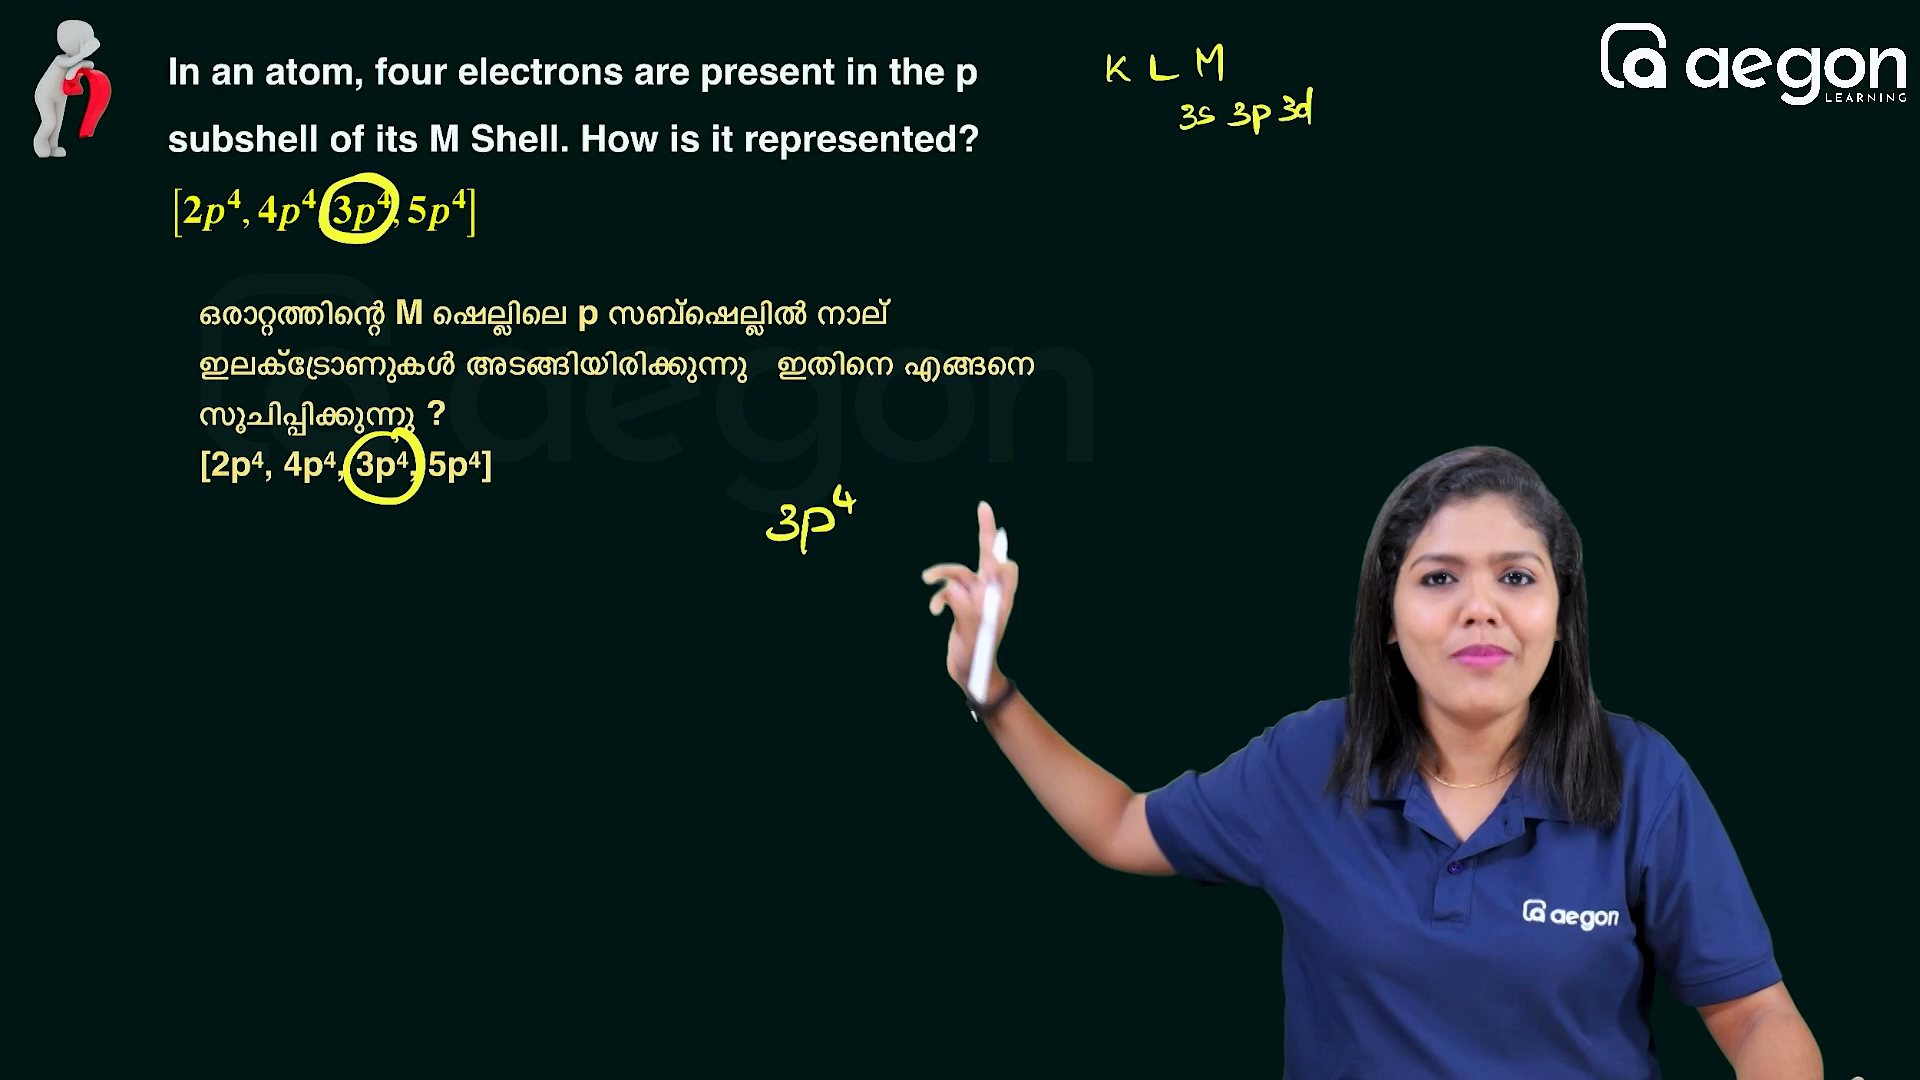 In an atom, four electrons are present in the p
subshell of its M Shell. How is it represented?
[2p⁴, 4p⁴, 3p⁴, 5p⁴]
K L M
3s 3p 3d
aegon
LEARNING
ഒരാറ്റത്തിന്റെ M ഷെല്ലിലെ p സബ്ഷെല്ലിൽ നാല്
ഇലക്ട്രോണുകൾ അടങ്ങിയിരിക്കുന്നു ഇതിനെ എങ്ങനെ
സൂചിപ്പിക്കുന്നു ?
[2p⁴, 4p⁴, 3p⁴, 5p⁴]
3p⁴
aegon
aegon